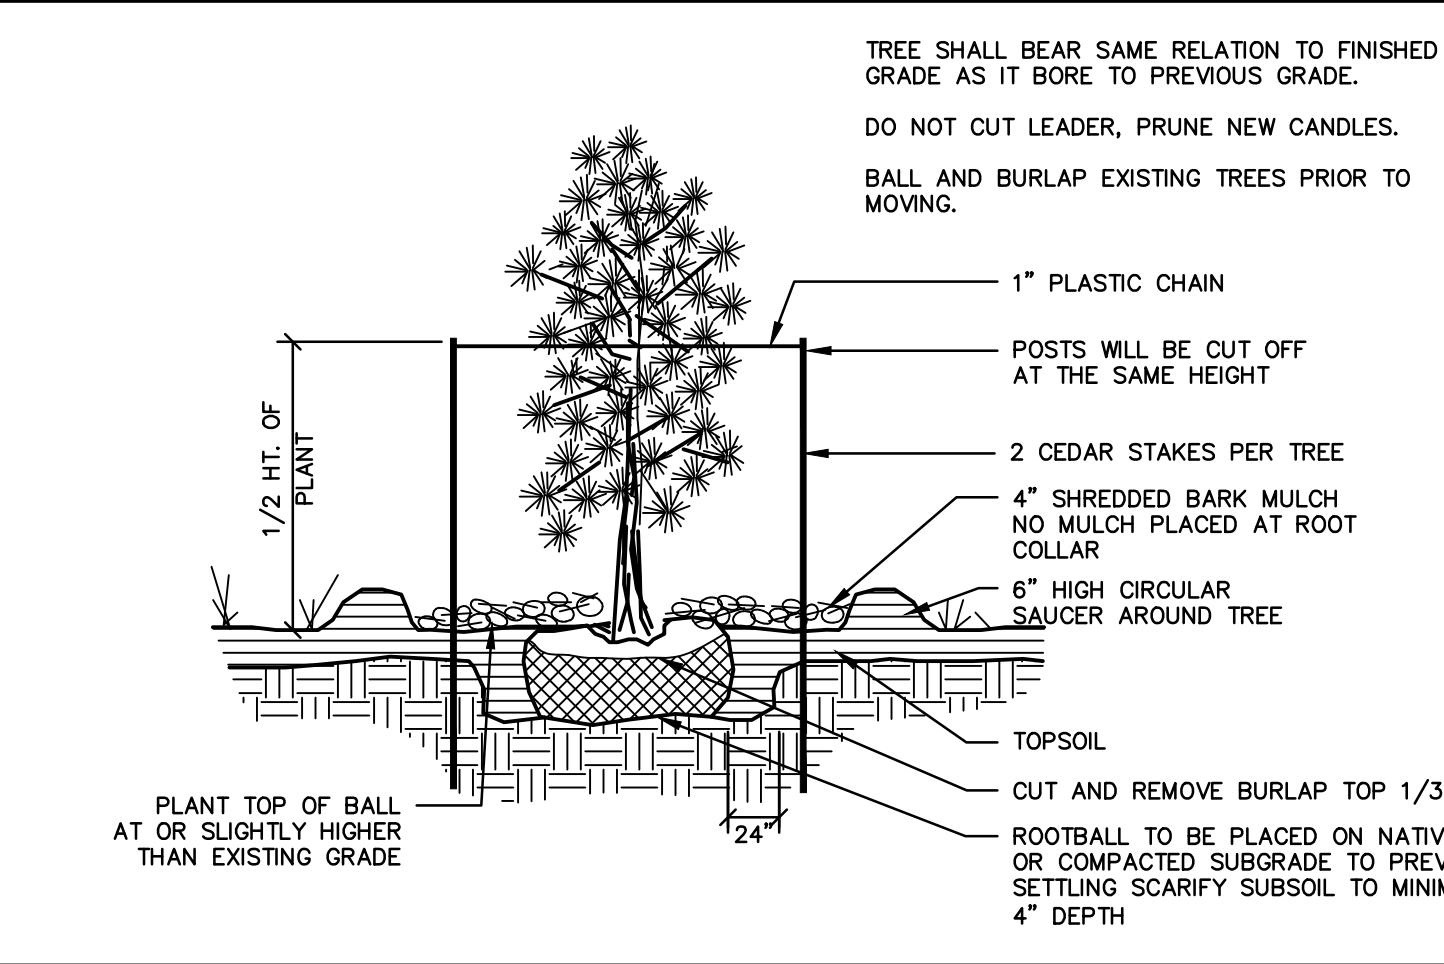 TREE SHALL BEAR SAME RELATION TO FINISHED
GRADE AS IT BORE TO PREVIOUS GRADE.
DO NOT CUT LEADER, PRUNE NEW CANDLES.
BALL AND BURLAP EXISTING TREES PRIOR TO
MOVING.
1" PLASTIC CHAIN
POSTS WILL BE CUT OFF
AT THE SAME HEIGHT
1/2 HT. OF
PLANT
2 CEDAR STAKES PER TREE
4" SHREDDED BARK MULCH
NO MULCH PLACED AT ROOT
COLLAR
6" HIGH CIRCULAR
SAUCER AROUND TREE
TOPSOIL
CUT AND REMOVE BURLAP TOP 1/3
PLANT TOP OF BALL
AT OR SLIGHTLY HIGHER
THAN EXISTING GRADE
24"
ROOTBALL TO BE PLACED ON
OR COMPACTED SUBGRADE TO
SETTLING SCARIFY SUBSOIL TO
4" DEPTH